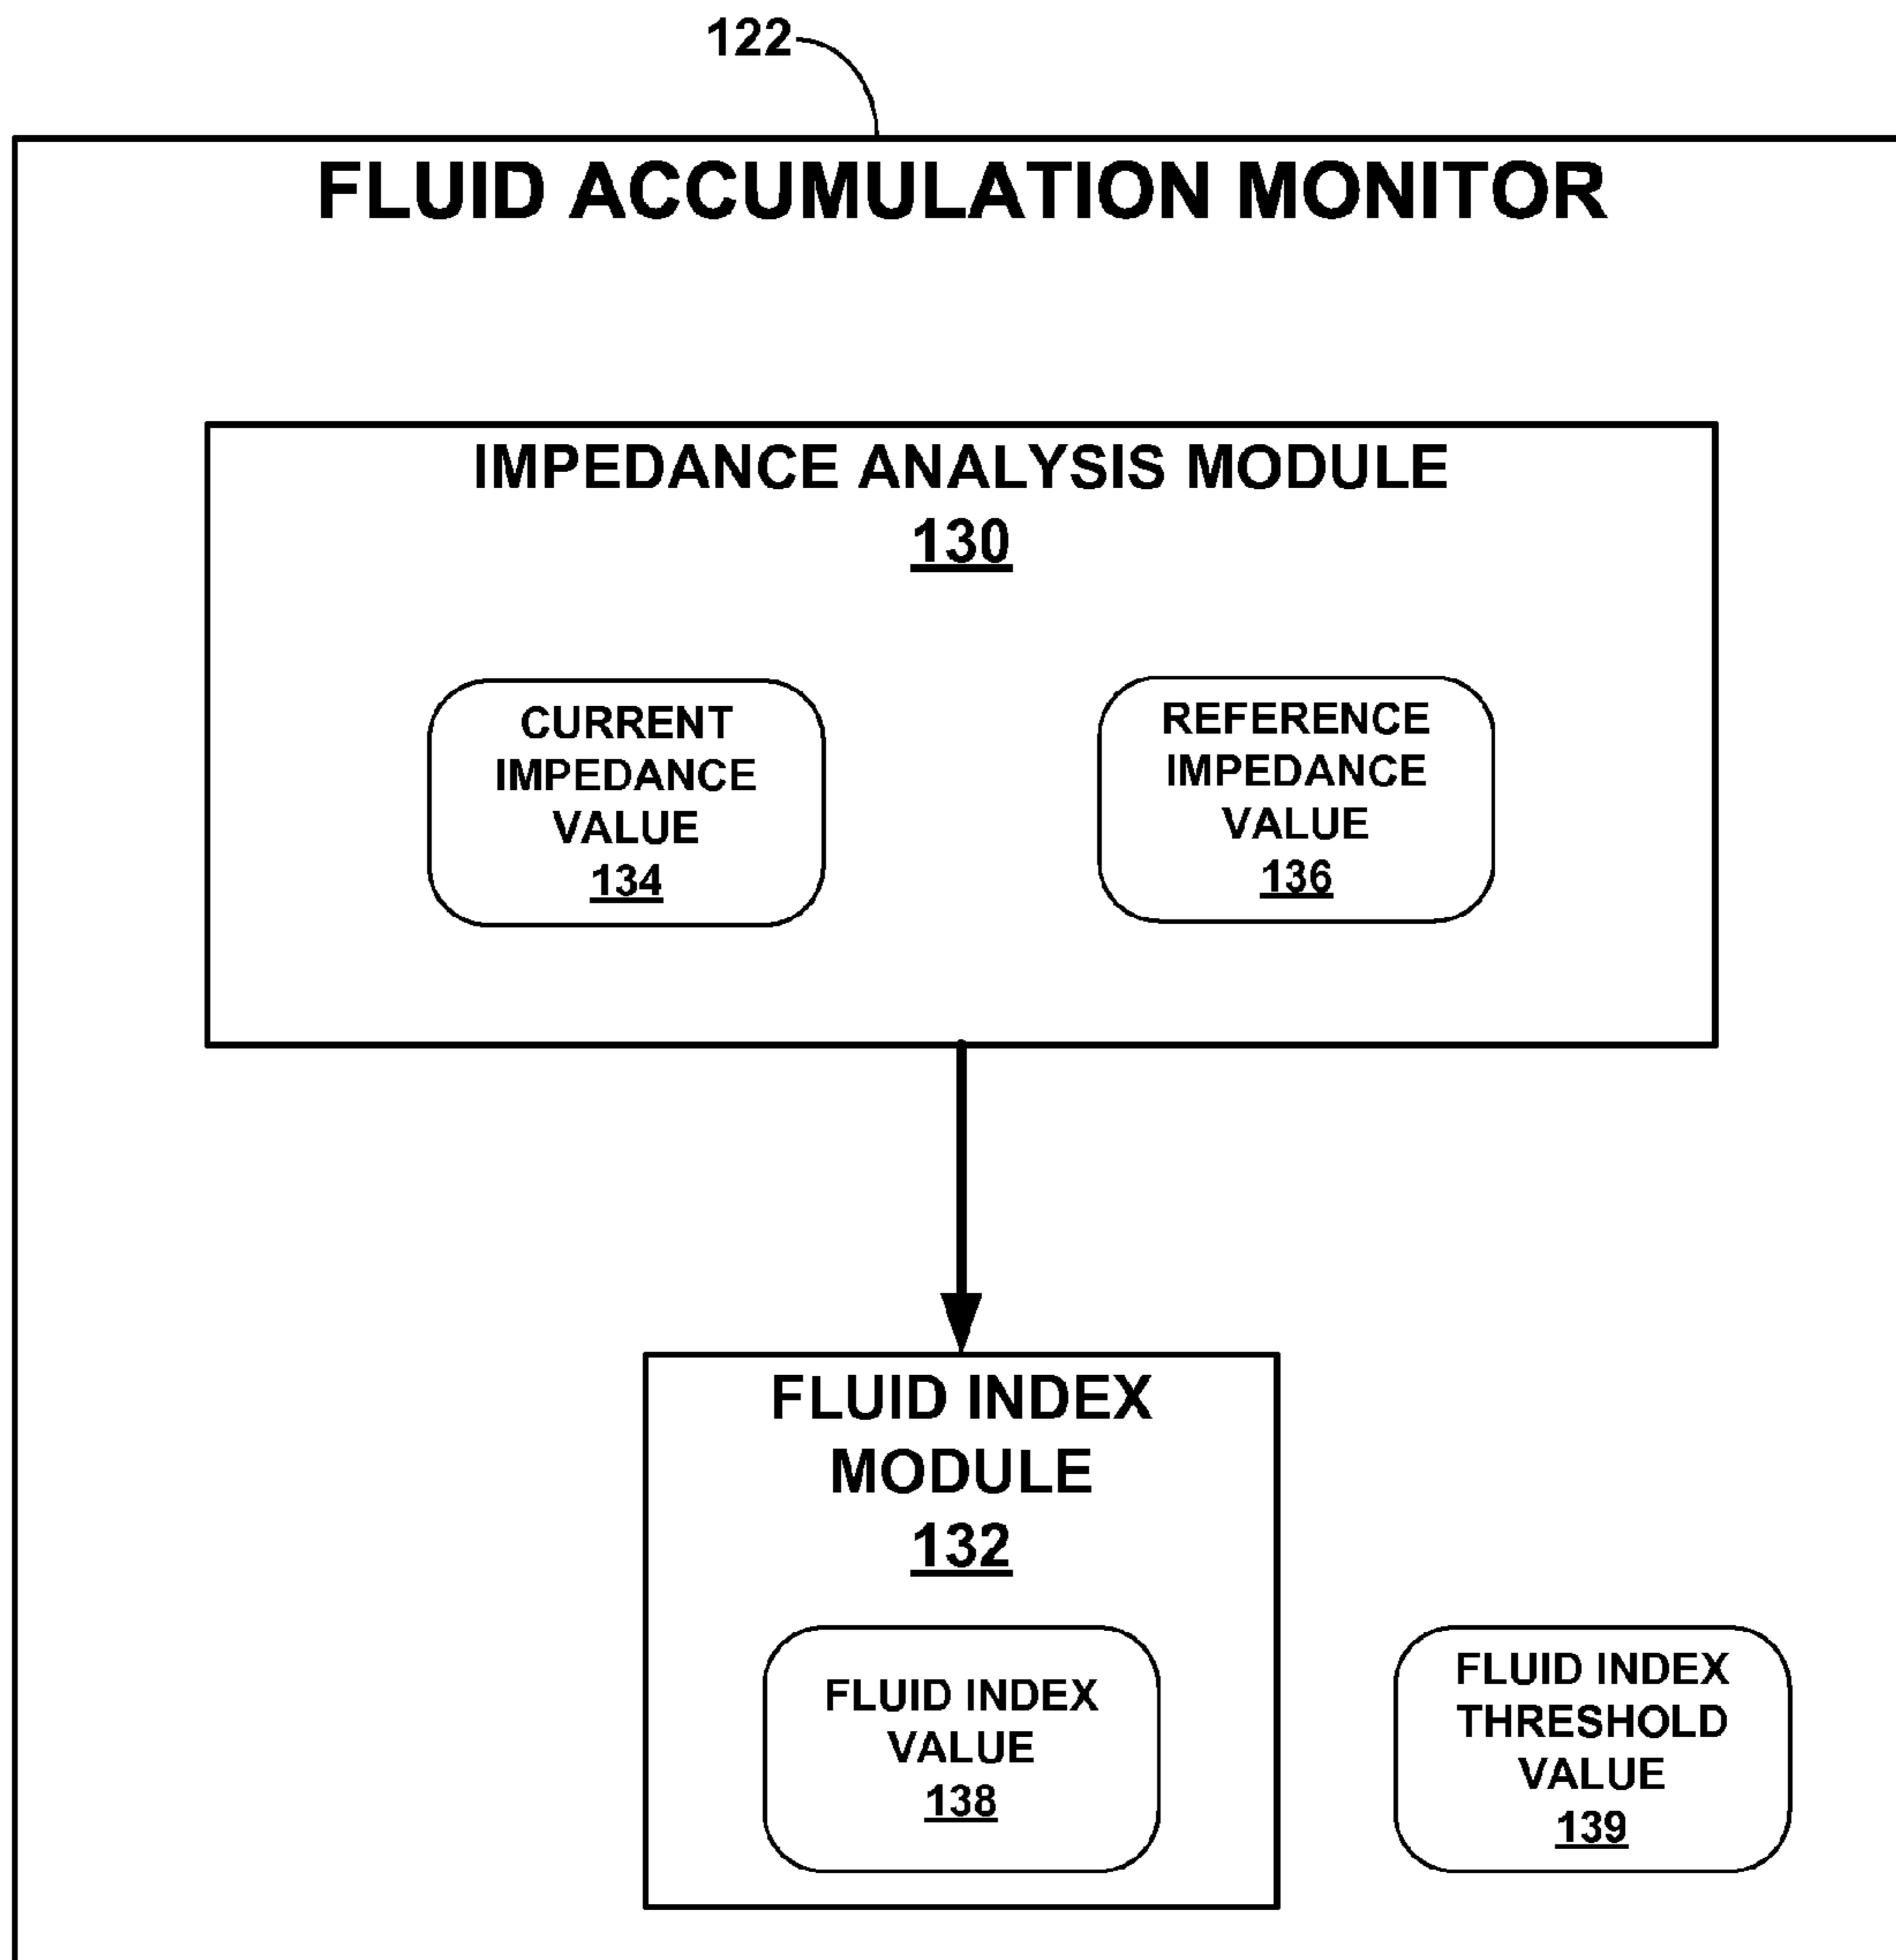 122
FLUID ACCUMULATION MONITOR
IMPEDANCE ANALYSIS MODULE
130
CURRENT
IMPEDANCE
VALUE
134
REFERENCE
IMPEDANCE
VALUE
136
FLUID INDEX
MODULE
132
FLUID INDEX
VALUE
138
FLUID INDEX
THRESHOLD
VALUE
139